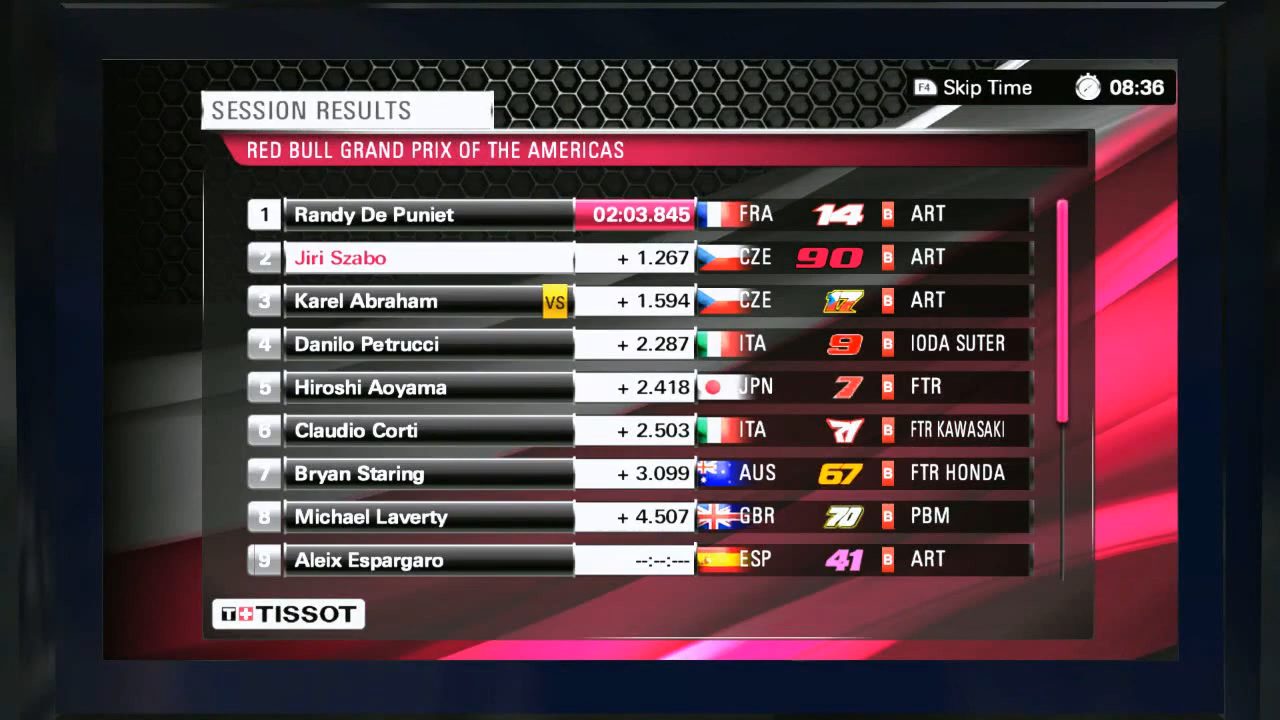 F4 Skip Time 08:36
SESSION RESULTS
RED BULL GRAND PRIX OF THE AMERICAS
1 Randy De Puniet 02:03.845 FRA 14 B ART
2 Jiri Szabo + 1.267 CZE 90 B ART
3 Karel Abraham VS + 1.594 CZE 17 B ART
4 Danilo Petrucci + 2.287 ITA 9 B IODA SUTER
5 Hiroshi Aoyama + 2.418 JPN 7 B FTR
6 Claudio Corti + 2.503 ITA 71 B FTR KAWASAKI
7 Bryan Staring + 3.099 AUS 67 B FTR HONDA
8 Michael Laverty + 4.507 GBR 70 B PBM
9 Aleix Espargaro --:--:--- ESP 41 B ART
T+ TISSOT